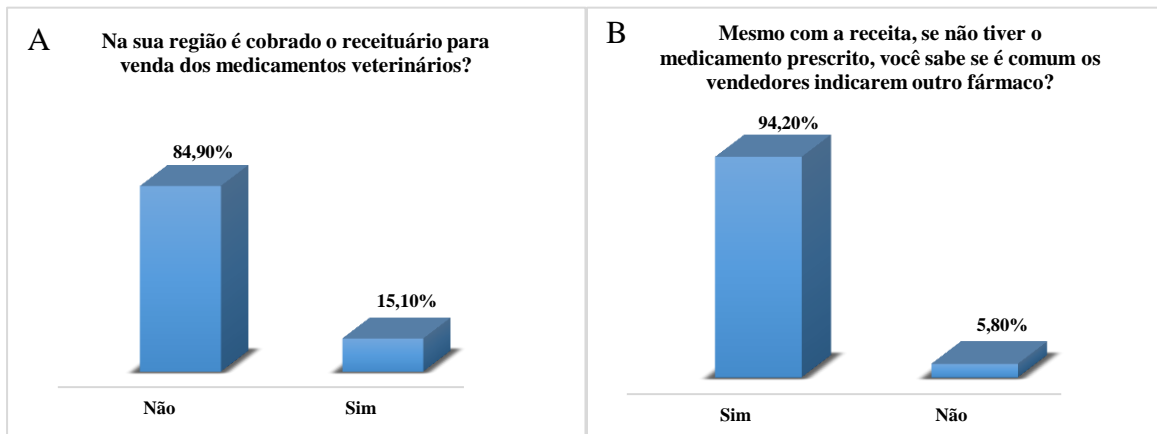 A
Na sua região é cobrado o receituário para
venda dos medicamentos veterinários?
84,90%
15,10%
Não
Sim
B
Mesmo com a receita, se não tiver o
medicamento prescrito, você sabe se é comum os
vendedores indicarem outro fármaco?
94,20%
5,80%
Sim
Não